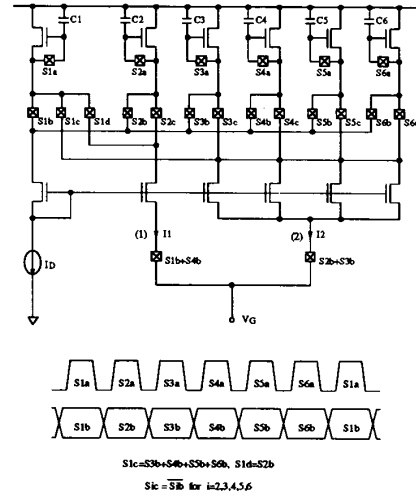 C1 C2 C3 C4 C5 C6
S1a S2a S3a S4a S5a S6a
S1b S1c S1d S2b S2c S3b S3c S4b S4c S5b S5c S6b S6c
(1) I1 (2) I2
ID S1b+S4b S2b+S3b
VG
S1a S2a S3a S4a S5a S6a S1a
S1b S2b S3b S4b S5b S6b S1b
S1c=S3b+S4b+S5b+S6b, S1d=S2b
Sic = S̅i̅b̅ for i=2,3,4,5,6